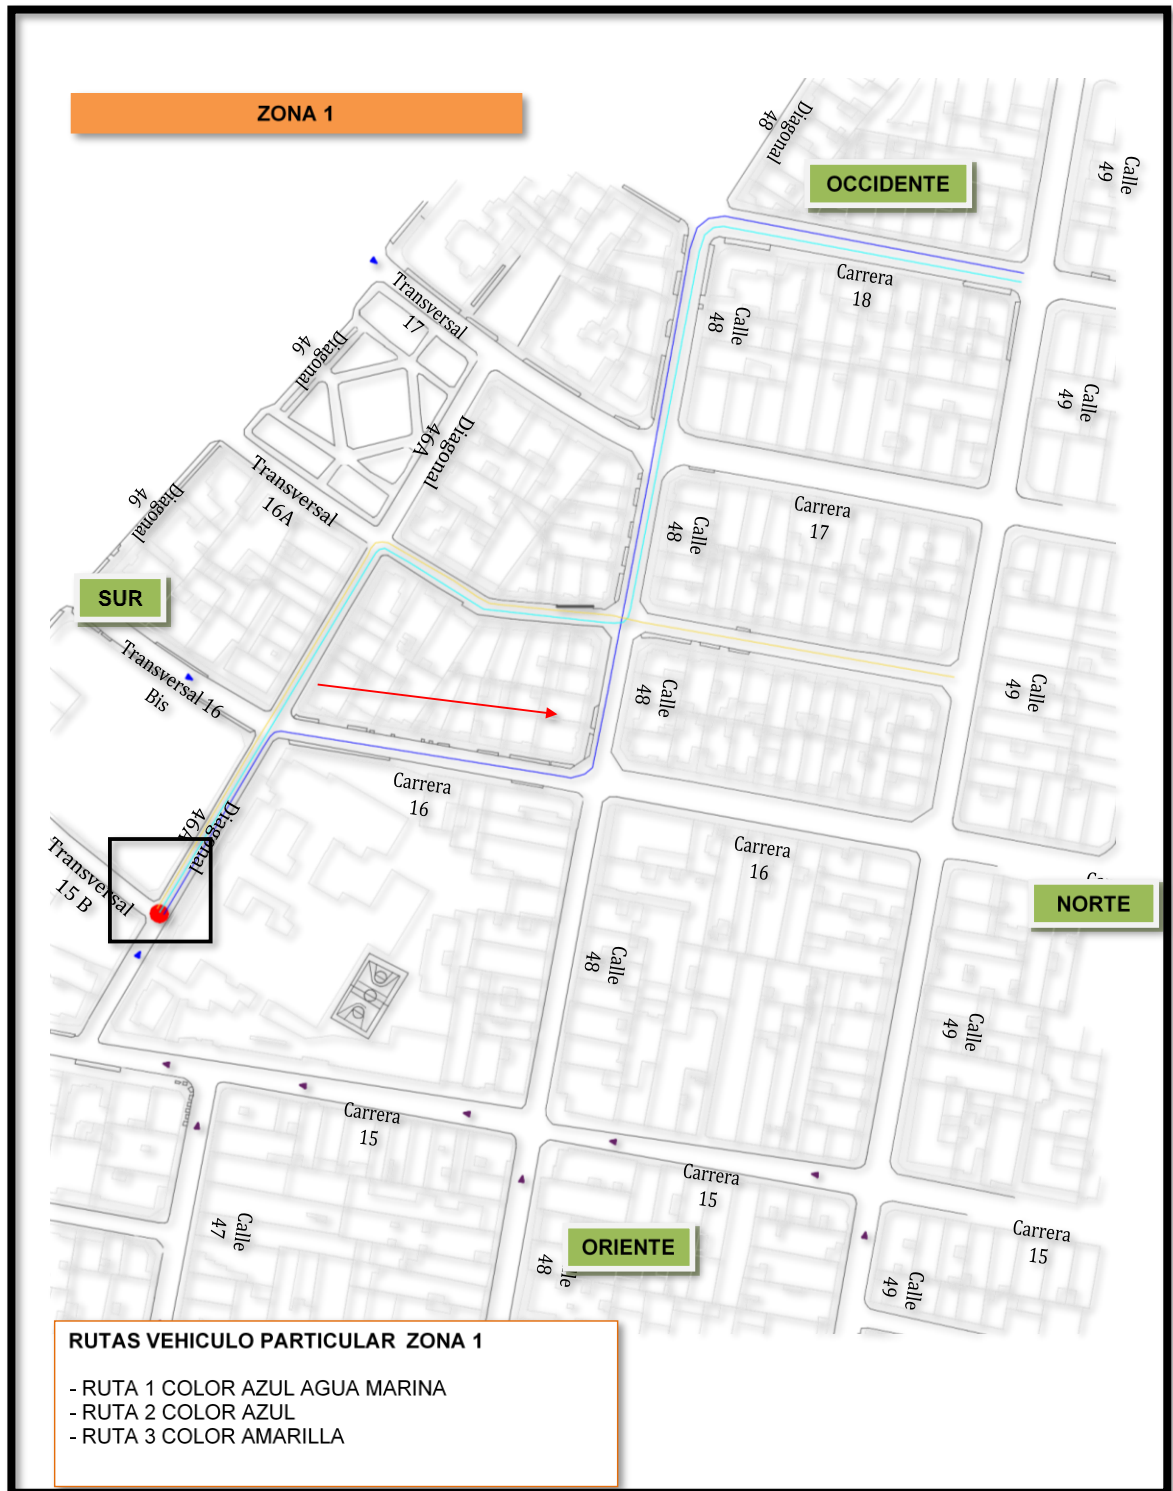 ZONA 1
Diagonal
48
OCCIDENTE
Calle
49
Transversal
17
Carrera
18
Calle
48
Diagonal
46
Calle
49
Diagonal
46A
Transversal
16A
Diagonal
46
Carrera
17
Calle
48
SUR
Transversal 16
Bis
Calle
48
Calle
49
Carrera
16
Diagonal
46A
Carrera
16
Transversal
15 B
NORTE
Calle
48
Calle
49
Carrera
15
Carrera
15
Calle
47
ORIENTE
Carrera
15
48
Calle
49
RUTAS VEHICULO PARTICULAR ZONA 1
- RUTA 1 COLOR AZUL AGUA MARINA
- RUTA 2 COLOR AZUL
- RUTA 3 COLOR AMARILLA